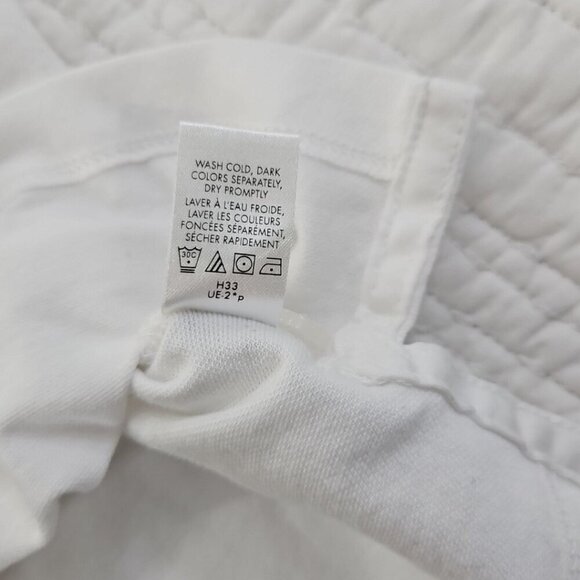 WASH COLD, DARK
COLORS SEPARATELY,
DRY PROMPTLY
LAVER À L'EAU FROIDE,
LAVER LES COULEURS
FONCÉES SÉPARÉMENT,
SÉCHER RAPIDEMENT
30C
H33
UE-2*P